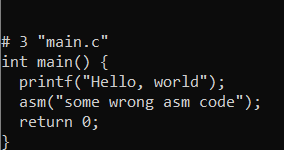 # 3 "main.c"
int main() {
  printf("Hello, world");
  asm("some wrong asm code");
  return 0;
}